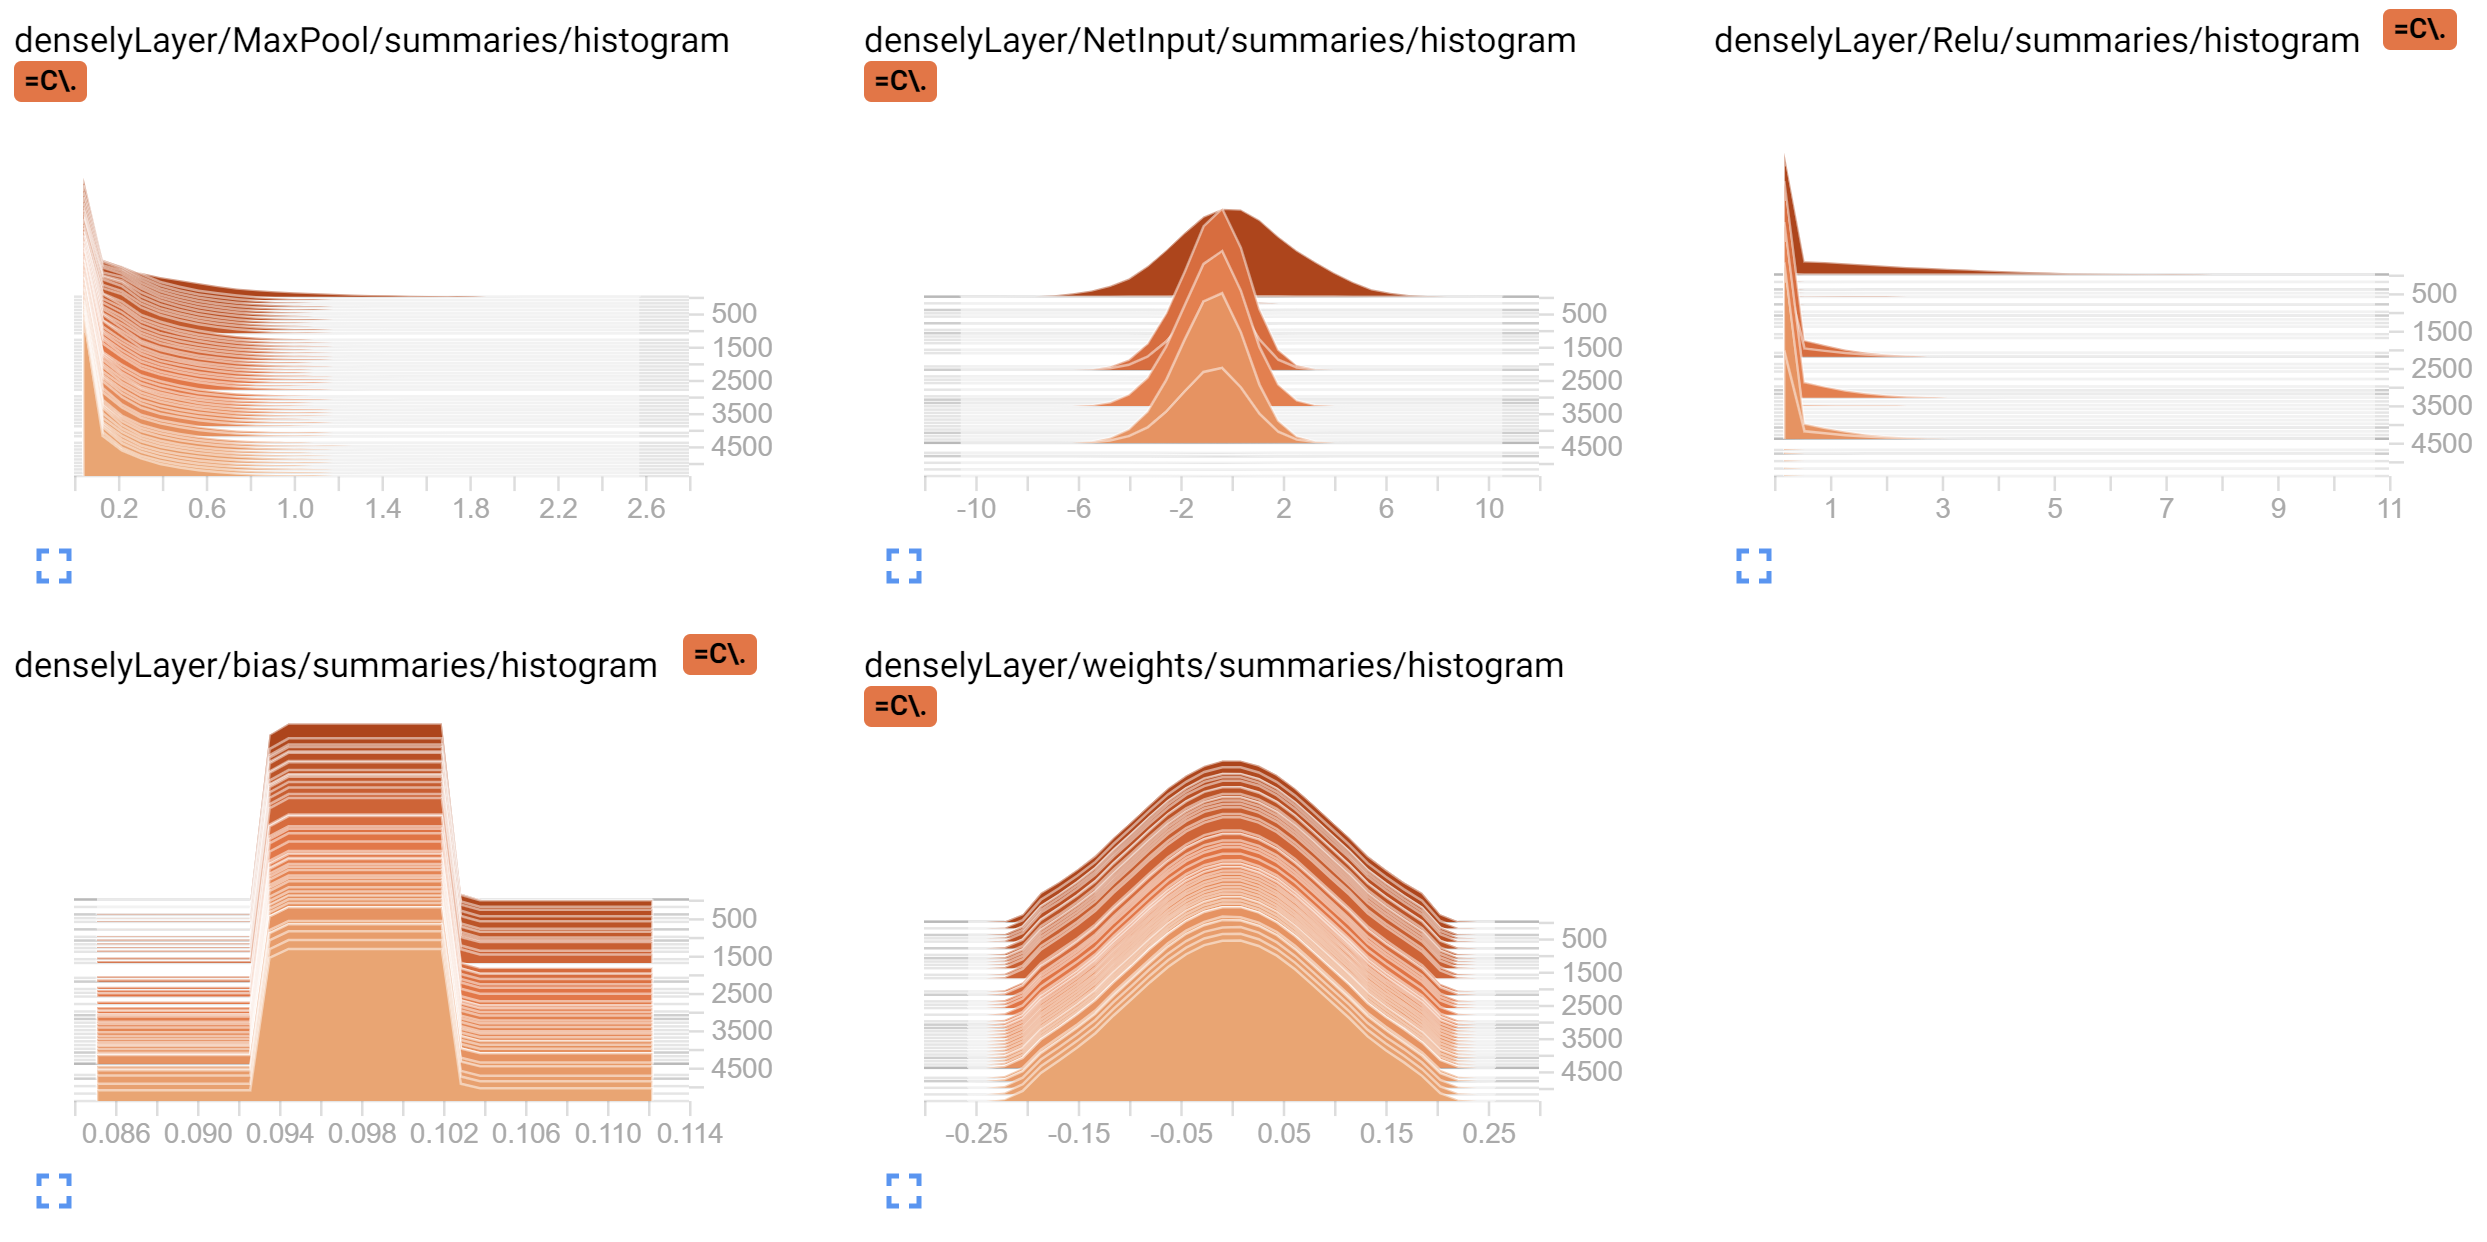 denselyLayer/MaxPool/summaries/histogram
=C\.
500
1500
2500
3500
4500
0.2 0.6 1.0 1.4 1.8 2.2 2.6
denselyLayer/NetInput/summaries/histogram
=C\.
500
1500
2500
3500
4500
-10 -6 -2 2 6 10
denselyLayer/Relu/summaries/histogram =C\.
500
1500
2500
3500
4500
1 3 5 7 9 11
denselyLayer/bias/summaries/histogram =C\.
500
1500
2500
3500
4500
0.086 0.090 0.094 0.098 0.102 0.106 0.110 0.114
denselyLayer/weights/summaries/histogram
=C\.
500
1500
2500
3500
4500
-0.25 -0.15 -0.05 0.05 0.15 0.25